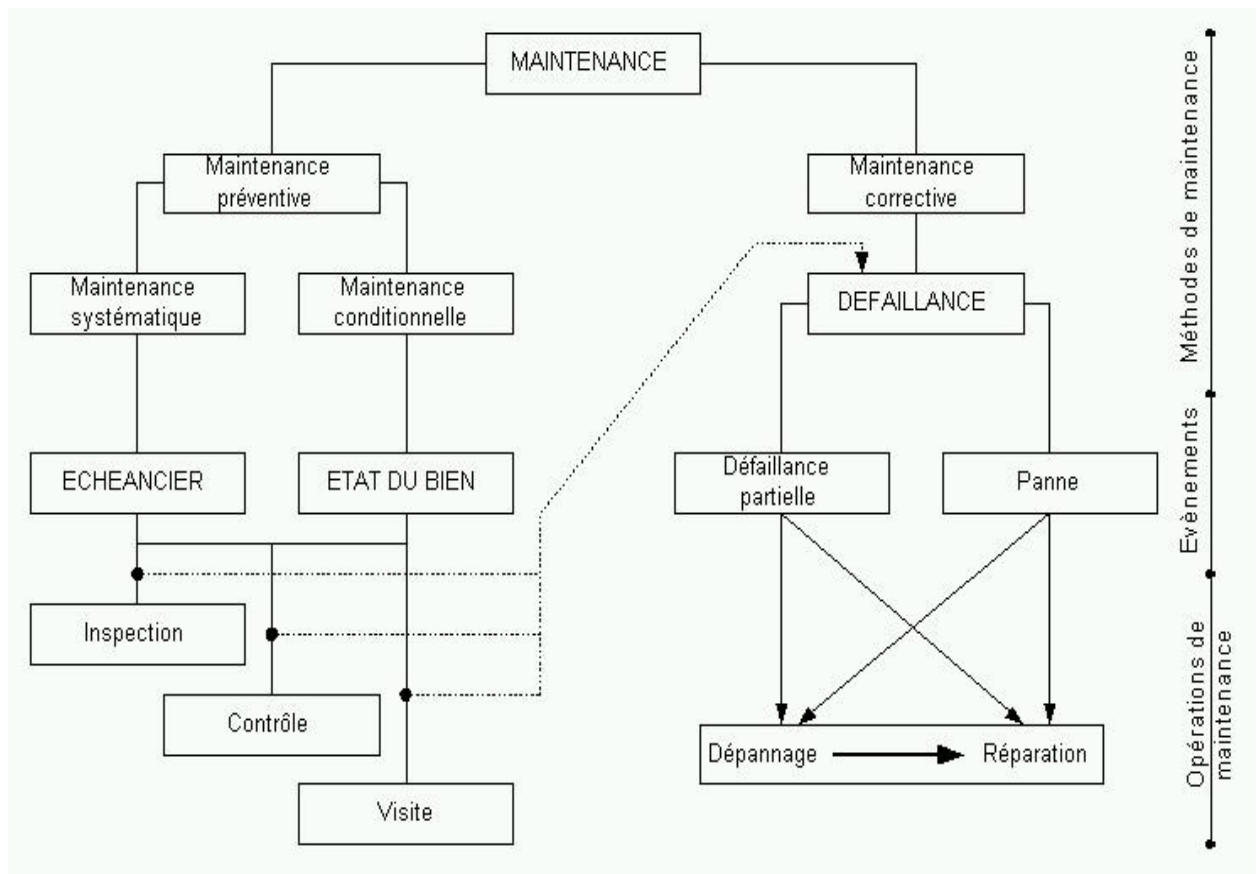 MAINTENANCE
Maintenance
préventive
Maintenance
corrective
Maintenance
systématique
Maintenance
conditionnelle
DEFAILLANCE
ECHEANCIER
ETAT DU BIEN
Défaillance
partielle
Panne
Inspection
Contrôle
Visite
Dépannage
Réparation
Méthodes de maintenance
Evènements
Opérations de
maintenance